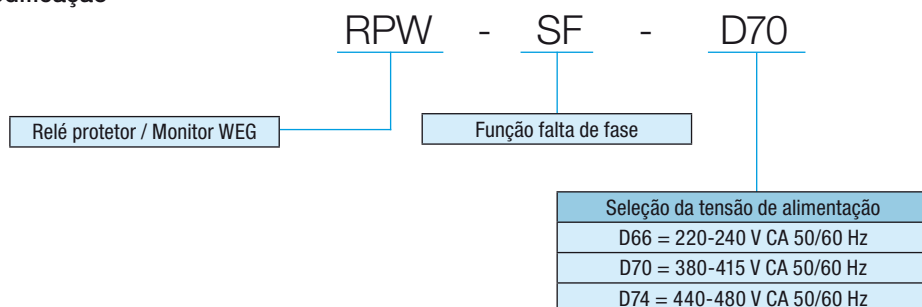 RPW - SF - D70
Relé protetor / Monitor WEG
Função falta de fase
Seleção da tensão de alimentação
D66 = 220-240 V CA 50/60 Hz
D70 = 380-415 V CA 50/60 Hz
D74 = 440-480 V CA 50/60 Hz